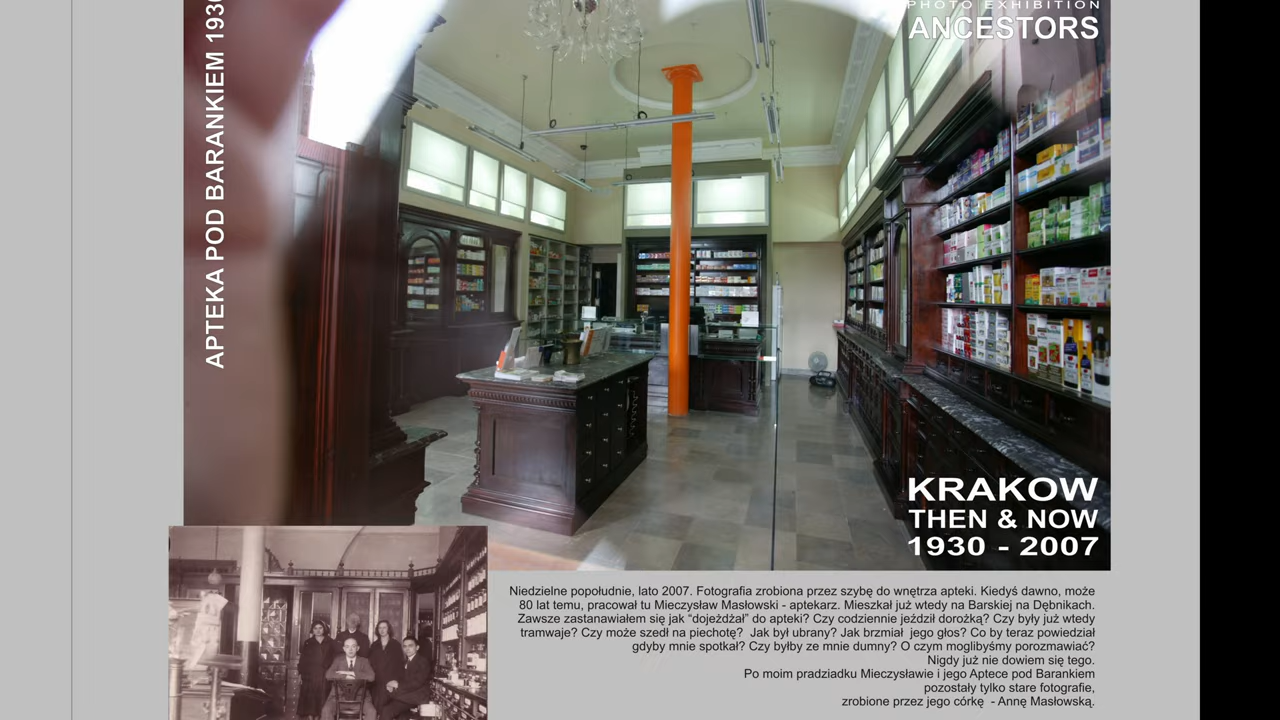 APTEKA POD BARANKIEM 1930
PHOTO EXHIBITION
ANCESTORS
KRAKOW
THEN & NOW
1930 - 2007
Niedzielne popołudnie, lato 2007. Fotografia zrobiona przez szybę do wnętrza apteki. Kiedyś dawno, może
80 lat temu, pracował tu Mieczysław Masłowski - aptekarz. Mieszkał już wtedy na Barskiej na Dębnikach.
Zawsze zastanawiałem się jak “dojeżdżał” do apteki? Czy codziennie jeździł dorożką? Czy były już wtedy
tramwaje? Czy może szedł na piechotę? Jak był ubrany? Jak brzmiał jego głos? Co by teraz powiedział
gdyby mnie spotkał? Czy byłby ze mnie dumny? O czym moglibyśmy porozmawiać?
Nigdy już nie dowiem się tego.
Po moim pradziadku Mieczysławie i jego Aptece pod Barankiem
pozostały tylko stare fotografie,
zrobione przez jego córkę - Annę Masłowską.